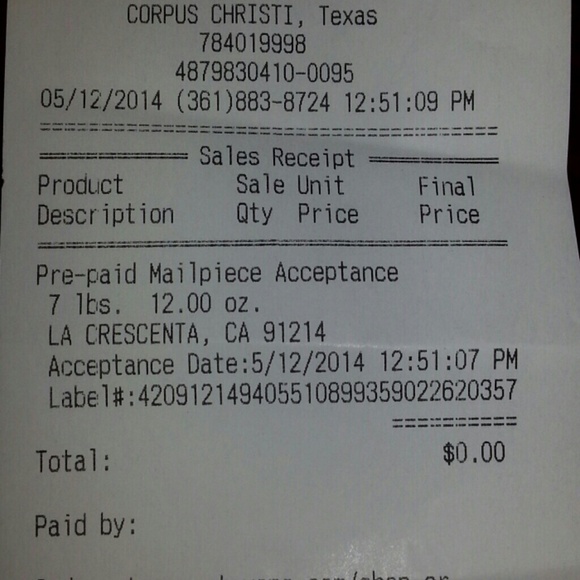 CORPUS CHRISTI, Texas
784019998
4879830410-0095
05/12/2014 (361)883-8724 12:51:09 PM
Sales Receipt
Product Sale Unit Final
Description Qty Price Price
Pre-paid Mailpiece Acceptance
7 lbs. 12.00 oz.
LA CRESCENTA, CA 91214
Acceptance Date:5/12/2014 12:51:07 PM
Label#:420912149405510899359022620357
==========
Total: $0.00
Paid by: